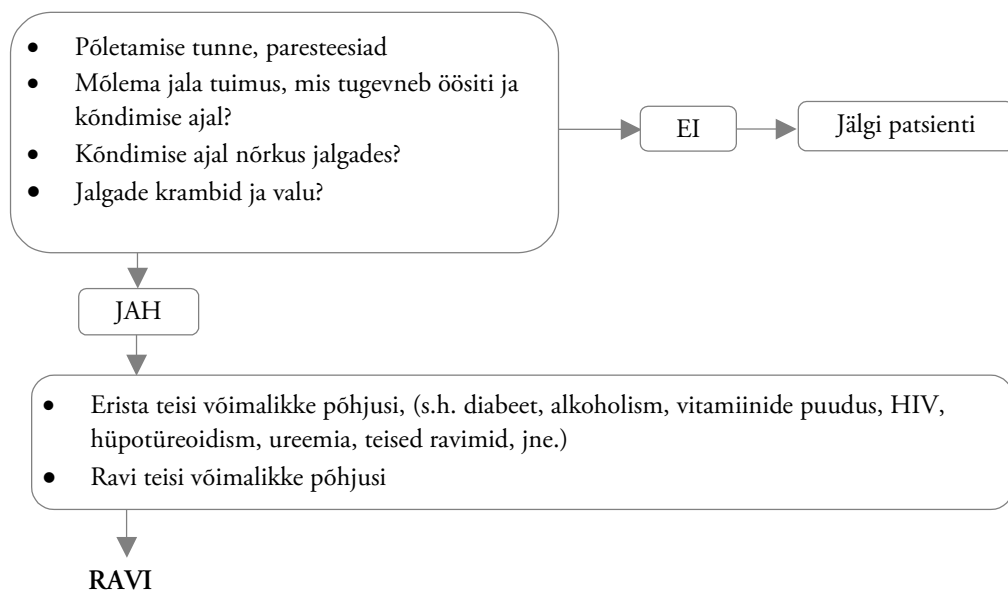 • Põletamise tunne, paresteesiad
• Mõlema jala tuimus, mis tugevneb öösiti ja
kõndimise ajal?
• Kõndimise ajal nõrkus jalgades?
• Jalgade krambid ja valu?
EI
Jälgi patsienti
JAH
• Erista teisi võimalikke põhjusi, (s.h. diabeet, alkoholism, vitamiinide puudus, HIV,
hüpotüreoidism, ureemia, teised ravimid, jne.)
• Ravi teisi võimalikke põhjusi
RAVI